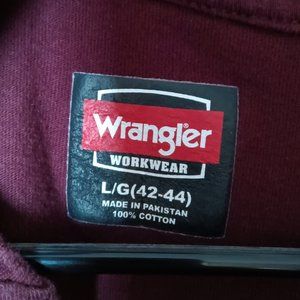 Wrangler
WORKWEAR
L/G(42-44)
MADE IN PAKISTAN
100% COTTON